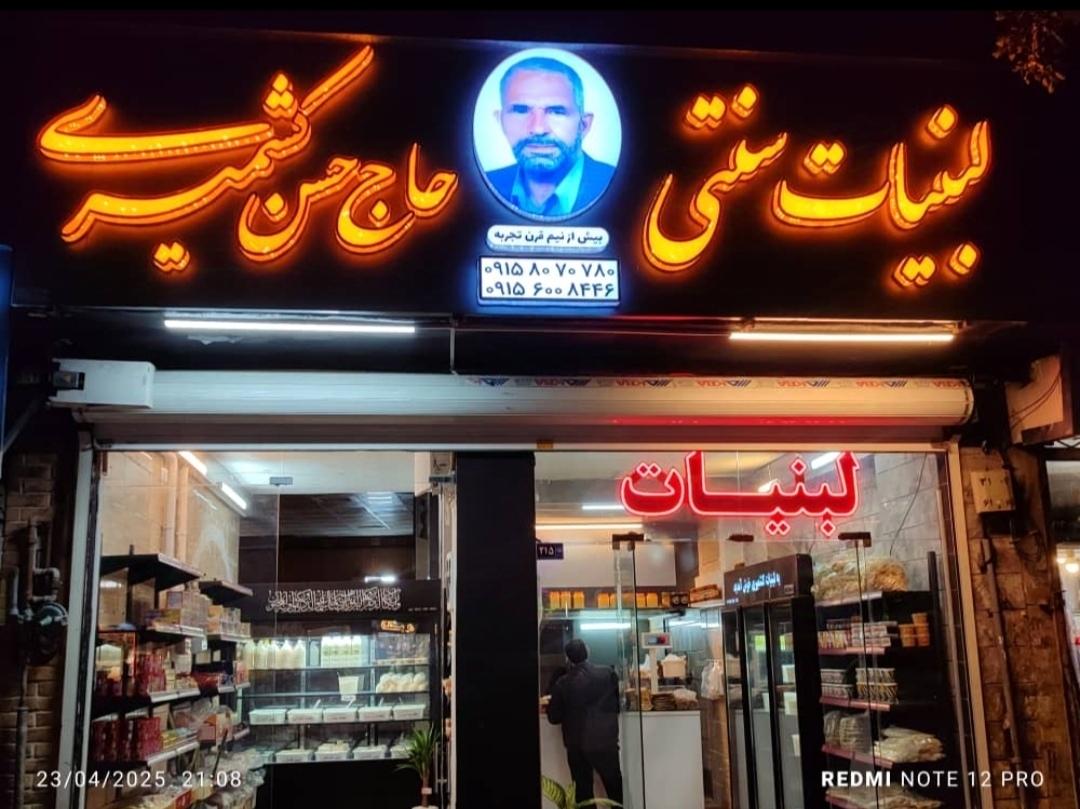 لبنیات سنتی
حاج حسن کشمیری
بیش از نیم قرن تجربه
۰۹۱۵ ۸۰ ۷۰ ۷۸۰
۰۹۱۵ ۶۰۰ ۸۴۴۶
لبنیات
۲۱۵
23/04/2025 21:08
REDMI NOTE 12 PRO